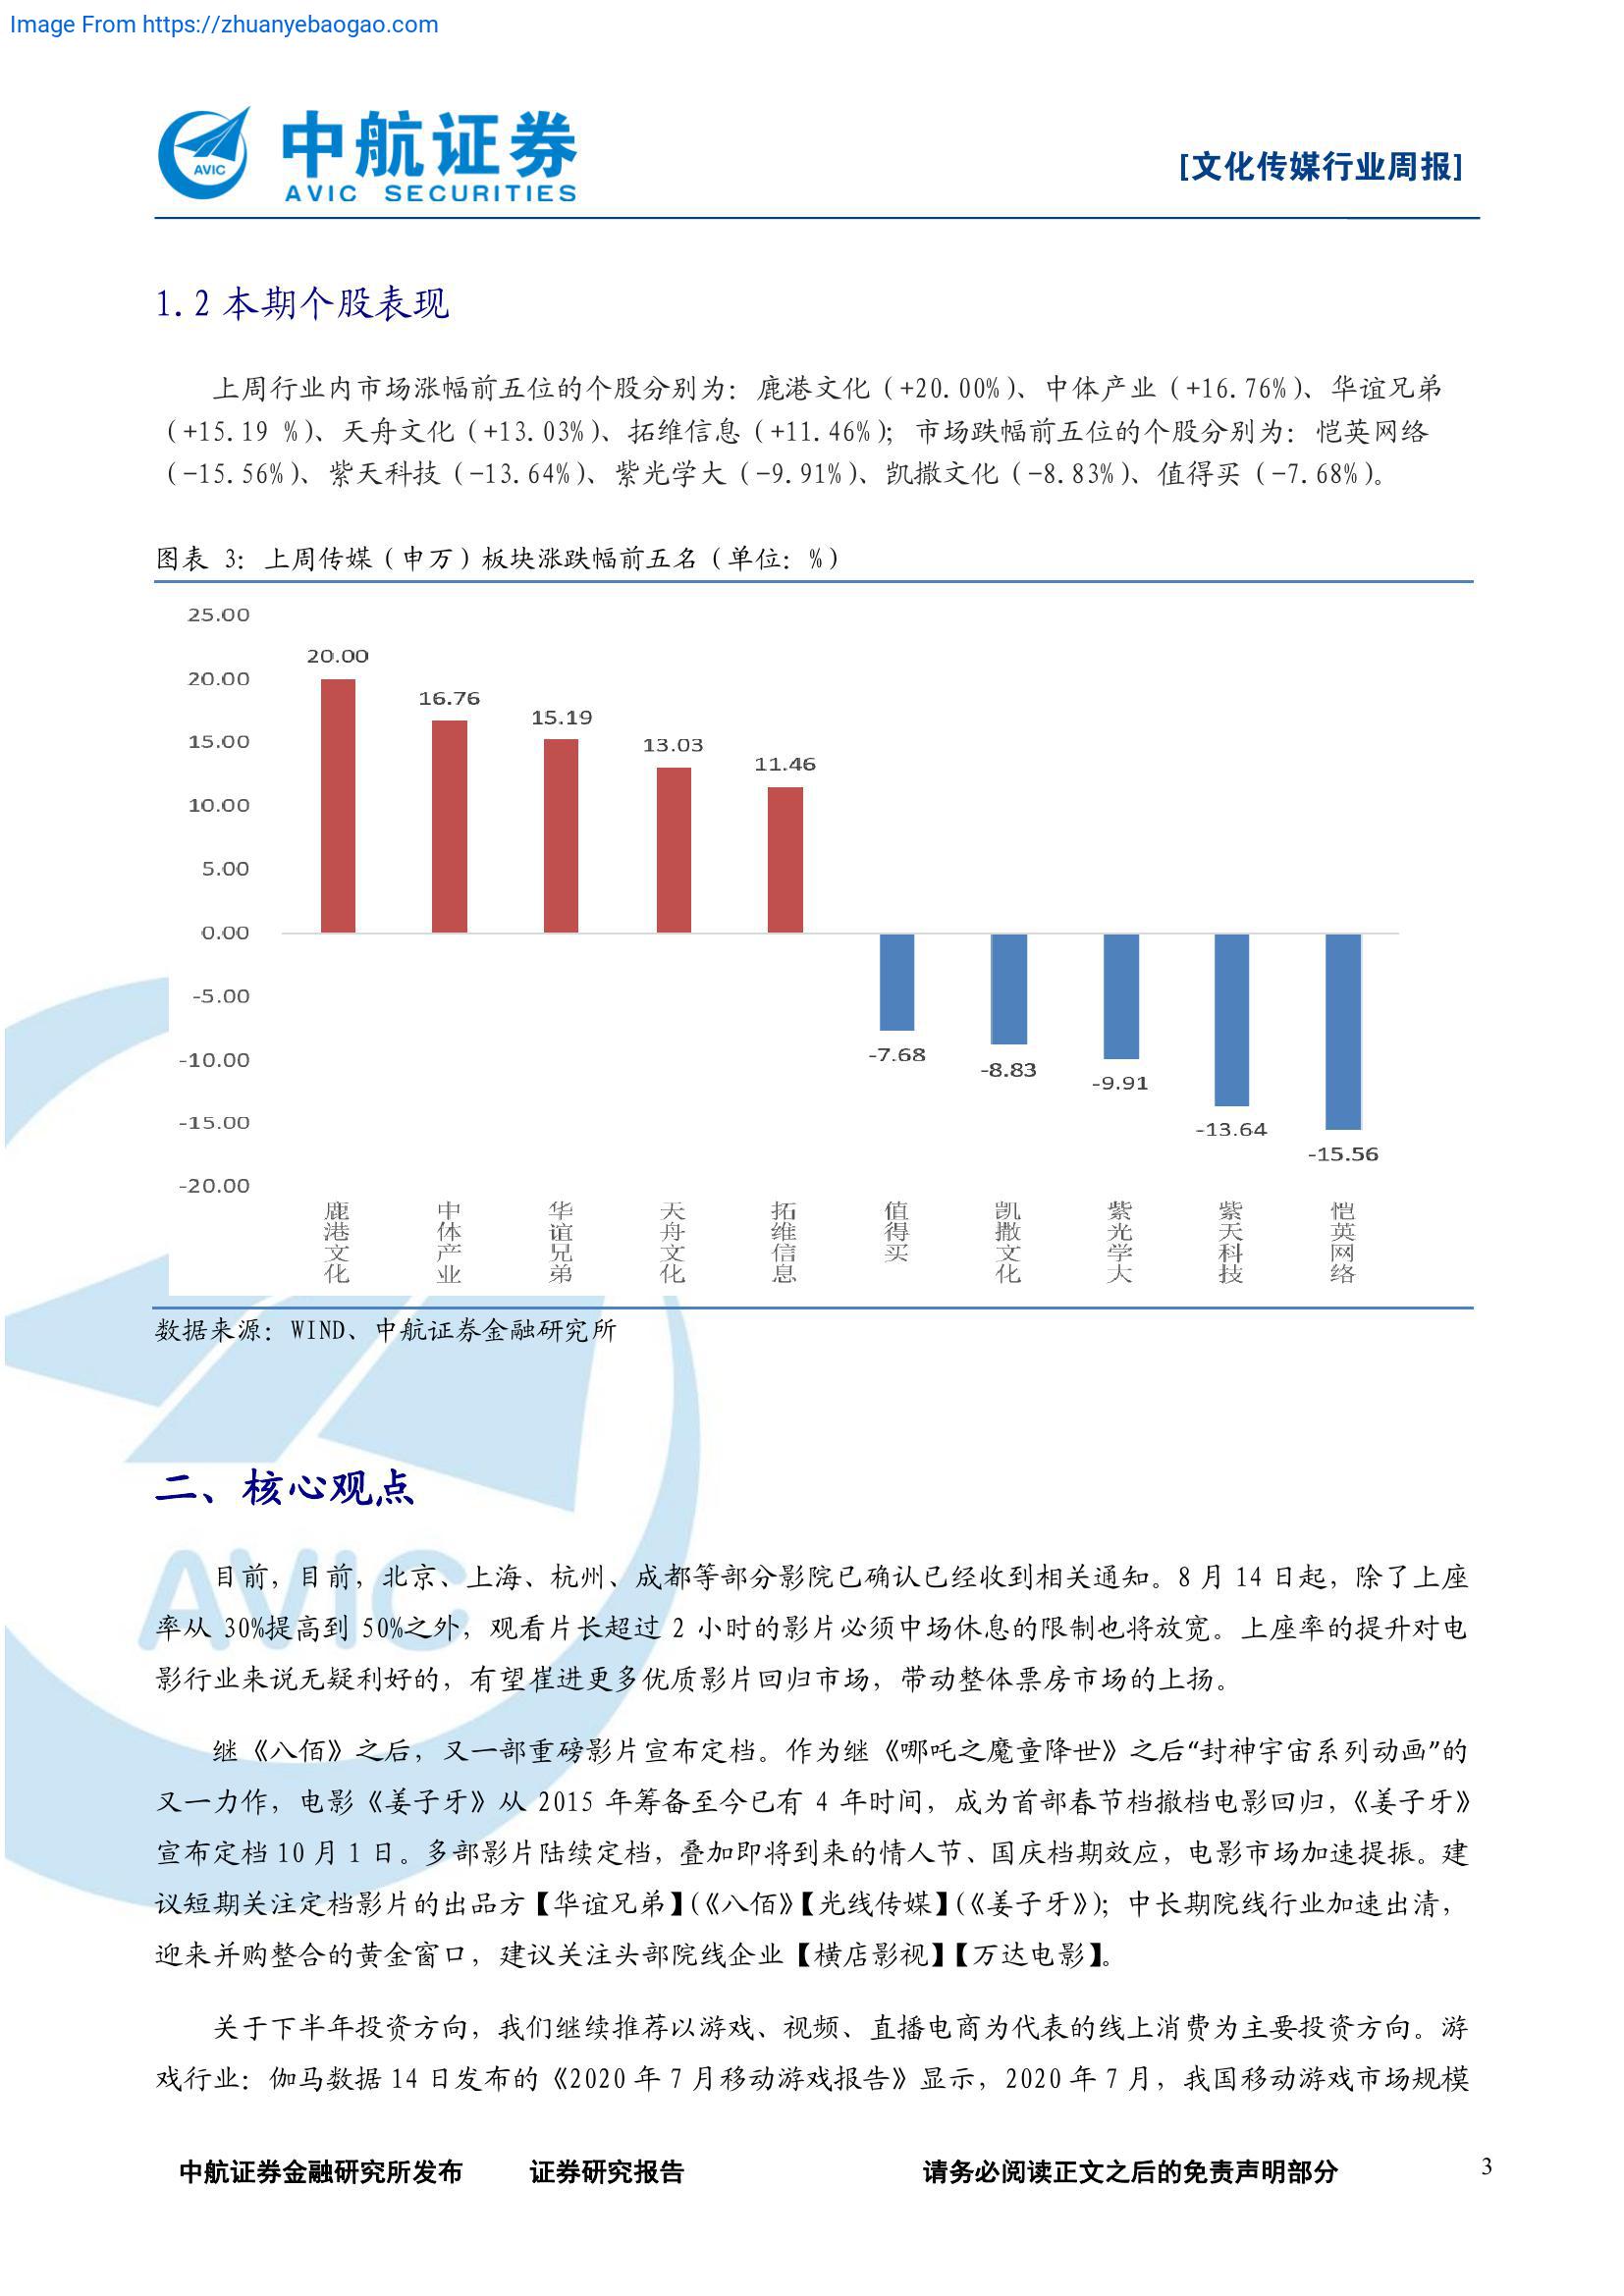 Image From https://zhuanyebaogao.com
AVIC
中航证券
AVIC SECURITIES
[文化传媒行业周报]
1.2 本期个股表现
上周行业内市场涨幅前五位的个股分别为：鹿港文化（+20.00%）、中体产业（+16.76%）、华谊兄弟
（+15.19 %）、天舟文化（+13.03%）、拓维信息（+11.46%）；市场跌幅前五位的个股分别为：恺英网络
（-15.56%）、紫天科技（-13.64%）、紫光学大（-9.91%）、凯撒文化（-8.83%）、值得买（-7.68%）。
图表 3：上周传媒（申万）板块涨跌幅前五名（单位：%）
25.00
20.00
15.00
10.00
5.00
0.00
-5.00
-10.00
-15.00
-20.00
20.00
16.76
15.19
13.03
11.46
-7.68
-8.83
-9.91
-13.64
-15.56
鹿港文化
中体产业
华谊兄弟
天舟文化
拓维信息
值得买
凯撒文化
紫光学大
紫天科技
恺英网络
数据来源：WIND、中航证券金融研究所
AVIC
二、核心观点
目前，目前，北京、上海、杭州、成都等部分影院已确认已经收到相关通知。8 月 14 日起，除了上座
率从 30%提高到 50%之外，观看片长超过 2 小时的影片必须中场休息的限制也将放宽。上座率的提升对电
影行业来说无疑利好的，有望崔进更多优质影片回归市场，带动整体票房市场的上扬。
继《八佰》之后，又一部重磅影片宣布定档。作为继《哪吒之魔童降世》之后“封神宇宙系列动画”的
又一力作，电影《姜子牙》从 2015 年筹备至今已有 4 年时间，成为首部春节档撤档电影回归，《姜子牙》
宣布定档 10 月 1 日。多部影片陆续定档，叠加即将到来的情人节、国庆档期效应，电影市场加速提振。建
议短期关注定档影片的出品方【华谊兄弟】(《八佰》【光线传媒】(《姜子牙》)；中长期院线行业加速出清，
迎来并购整合的黄金窗口，建议关注头部院线企业【横店影视】【万达电影】。
关于下半年投资方向，我们继续推荐以游戏、视频、直播电商为代表的线上消费为主要投资方向。游
戏行业：伽马数据 14 日发布的《2020 年 7 月移动游戏报告》显示，2020 年 7 月，我国移动游戏市场规模
中航证券金融研究所发布 证券研究报告 请务必阅读正文之后的免责声明部分 3